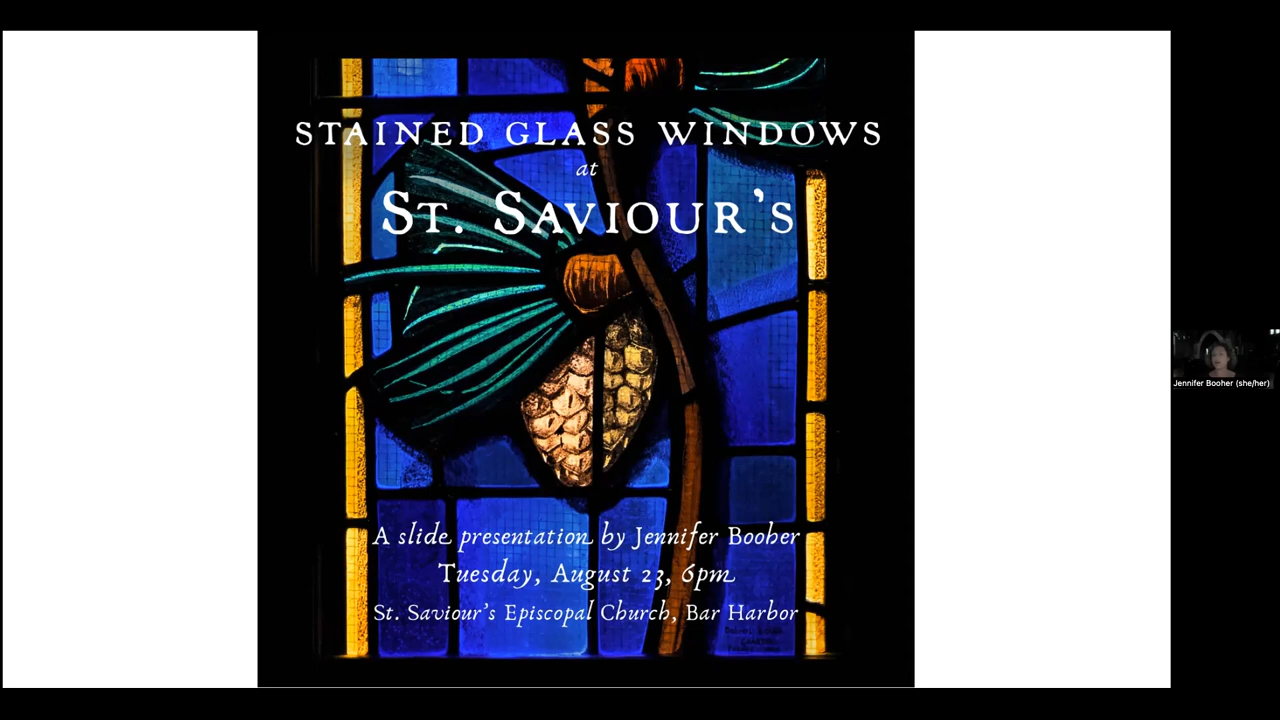 STAINED GLASS WINDOWS
at
ST. SAVIOUR'S
A slide presentation by Jennifer Booher
Tuesday, August 23, 6pm
St. Saviour's Episcopal Church, Bar Harbor
Jennifer Booher (she/her)